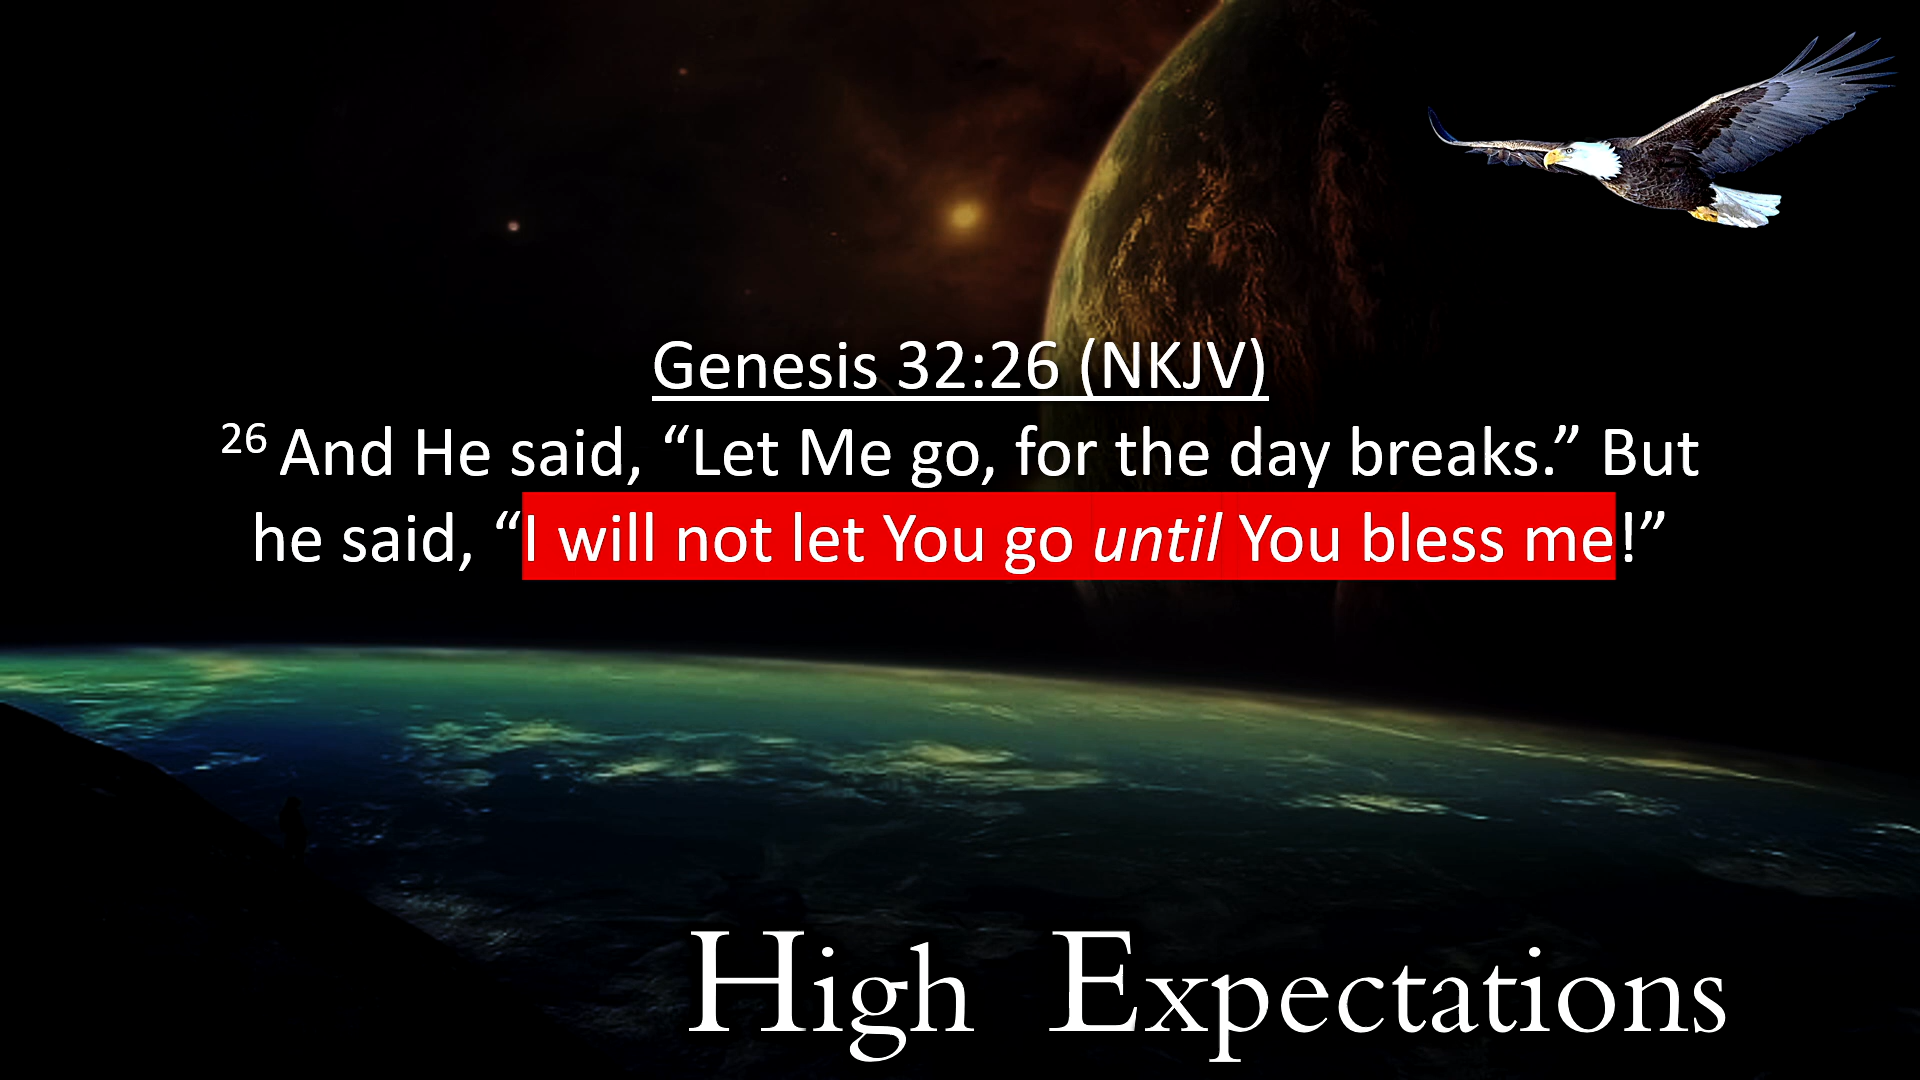 Genesis 32:26 (NKJV)
26 And He said, “Let Me go, for the day breaks.” But
he said, “I will not let You go until You bless me!”
High Expectations